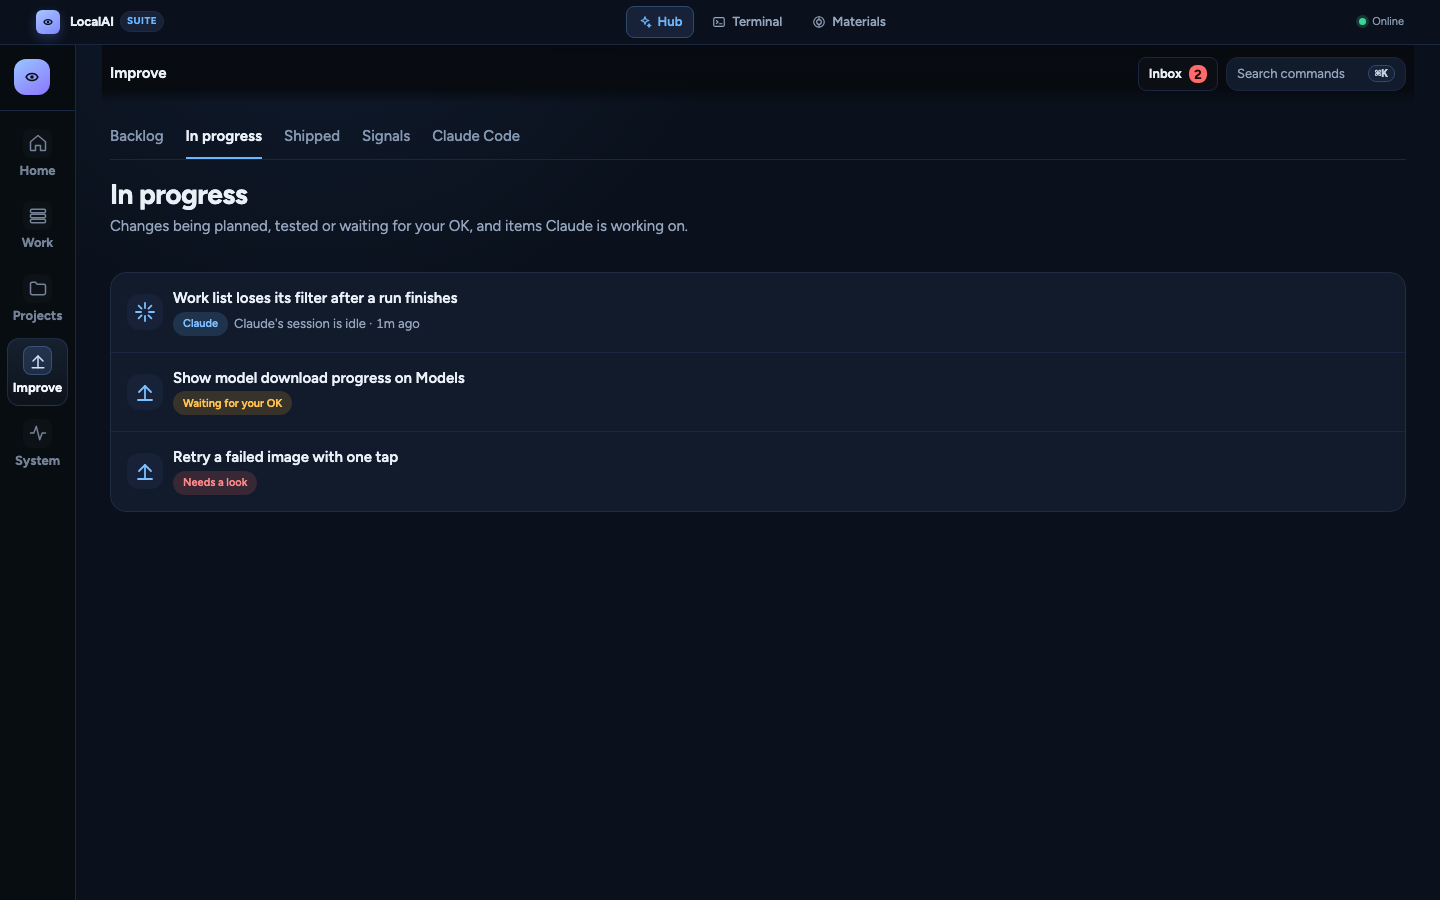 LocalAI SUITE
Hub
Terminal
Materials
Online
Improve
Inbox 2
Search commands ⌘K
Home
Work
Projects
Improve
System
Backlog
In progress
Shipped
Signals
Claude Code
In progress
Changes being planned, tested or waiting for your OK, and items Claude is working on.
Work list loses its filter after a run finishes
Claude Claude's session is idle · 1m ago
Show model download progress on Models
Waiting for your OK
Retry a failed image with one tap
Needs a look